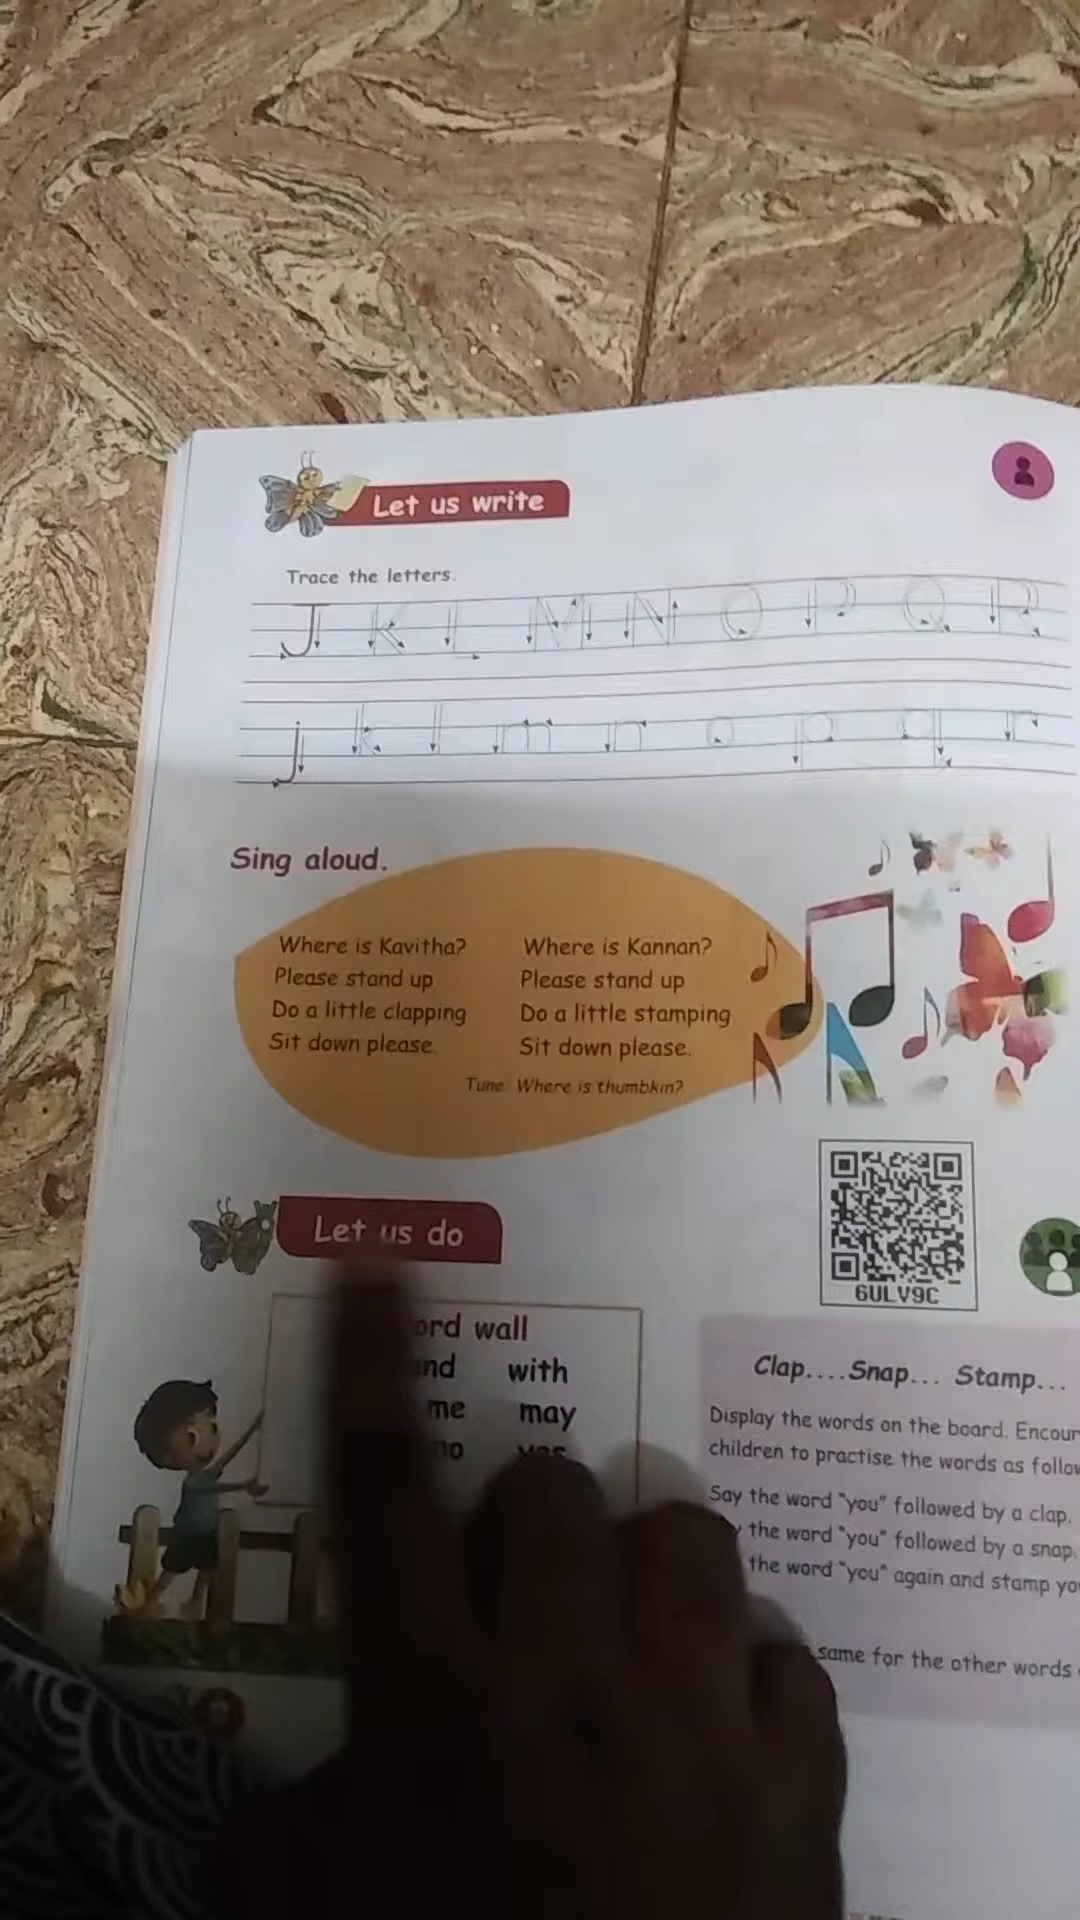 Let us write
Trace the letters.
J K L M N O P Q R
j k l m n o p q r
Sing aloud.
Where is Kavitha?
Please stand up
Do a little clapping
Sit down please.
Where is Kannan?
Please stand up
Do a little stamping
Sit down please.
Tune: Where is thumbkin?
6ULV9C
Let us do
wall
with
me may
no yes
Clap....Snap... Stamp...
Display the words on the board.
children to practise the words as
Say the word "you" followed by a clap.
the word "you" followed by a snap.
the word "you" again and stamp
same for the other words